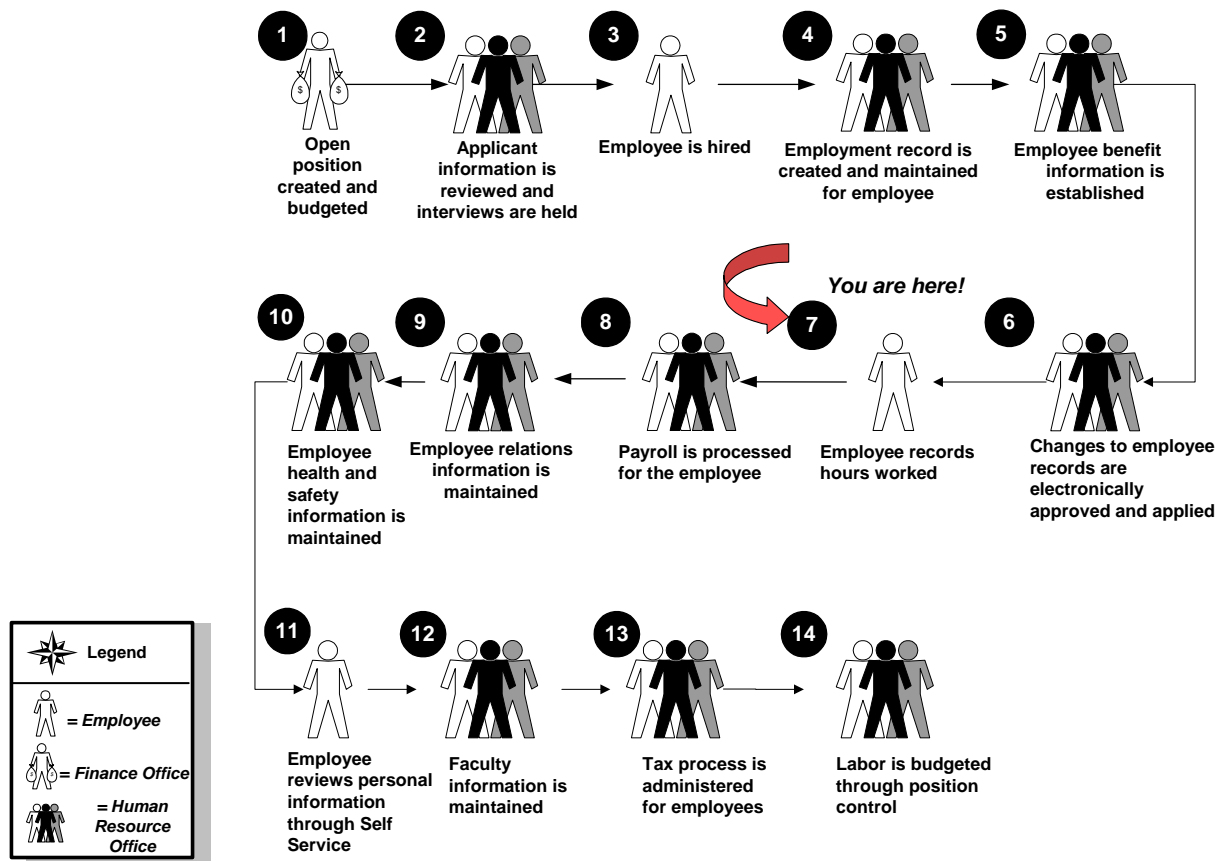 1
Open
position
created and
budgeted
2
Applicant
information is
reviewed and
interviews are held
3
Employee is hired
4
Employment record is
created and maintained
for employee
5
Employee benefit
information is
established
You are here!
6
Changes to employee
records are
electronically
approved and applied
7
Employee records
hours worked
8
Payroll is processed
for the employee
9
Employee relations
information is
maintained
10
Employee
health and
safety
information is
maintained
11
Employee
reviews personal
information
through Self
Service
12
Faculty
information is
maintained
13
Tax process is
administered
for employees
14
Labor is budgeted
through position
control
Legend
= Employee
= Finance Office
= Human
Resource
Office
$ $
$ $